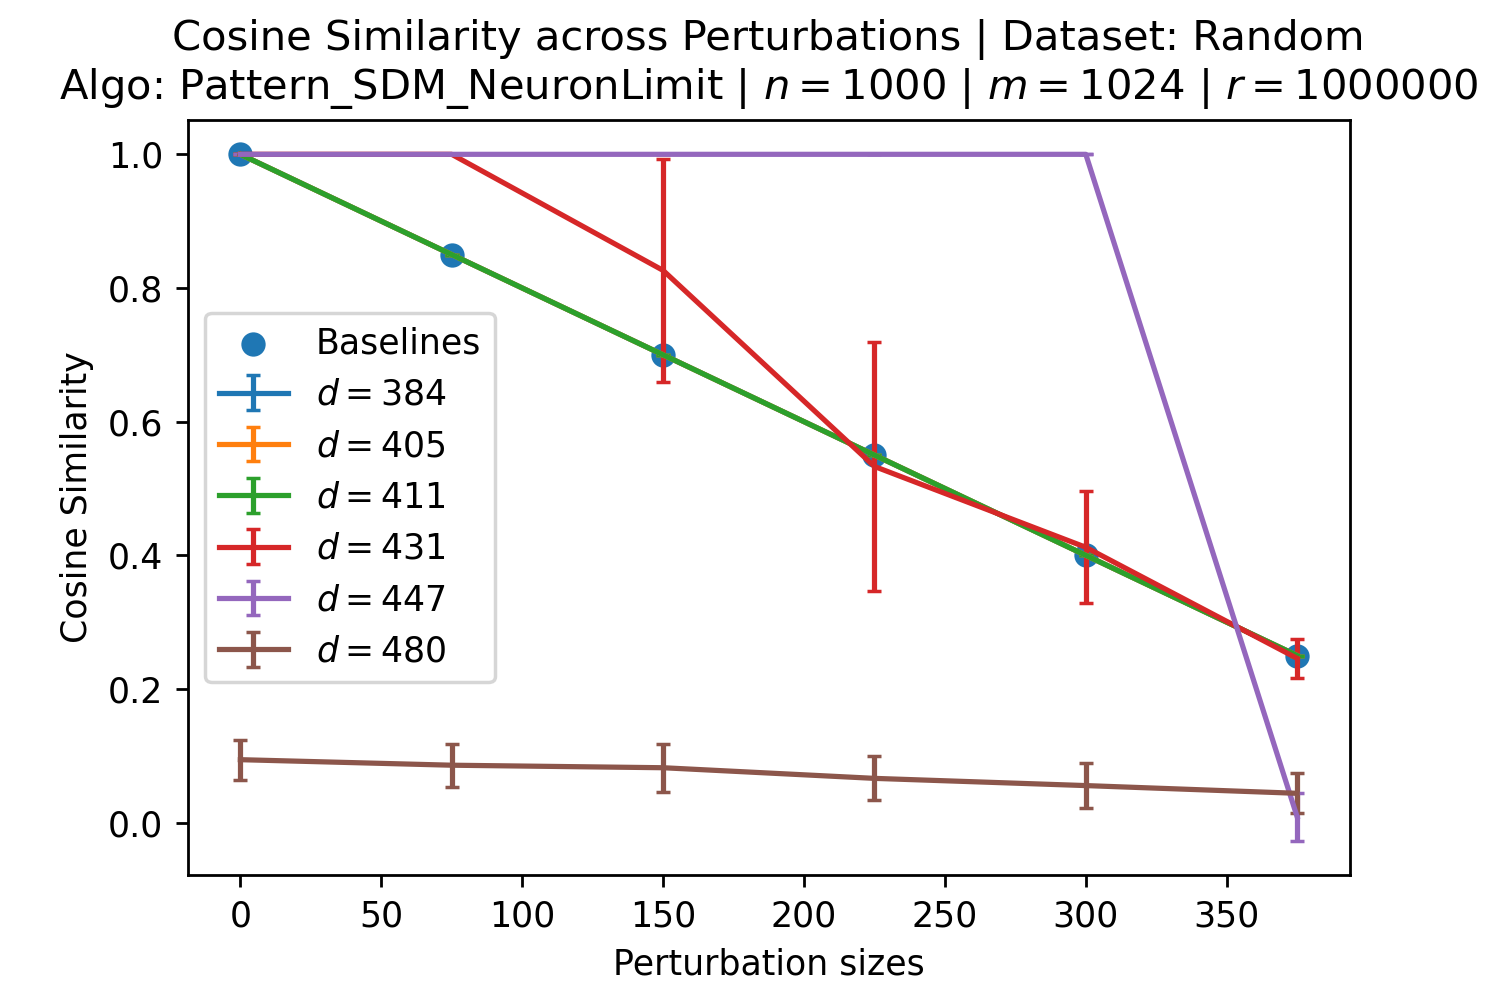 Cosine Similarity across Perturbations | Dataset: Random
Algo: Pattern_SDM_NeuronLimit | n = 1000 | m = 1024 | r = 1000000
Cosine Similarity
1.0
0.8
0.6
0.4
0.2
0.0
Baselines
d = 384
d = 405
d = 411
d = 431
d = 447
d = 480
0 50 100 150 200 250 300 350
Perturbation sizes